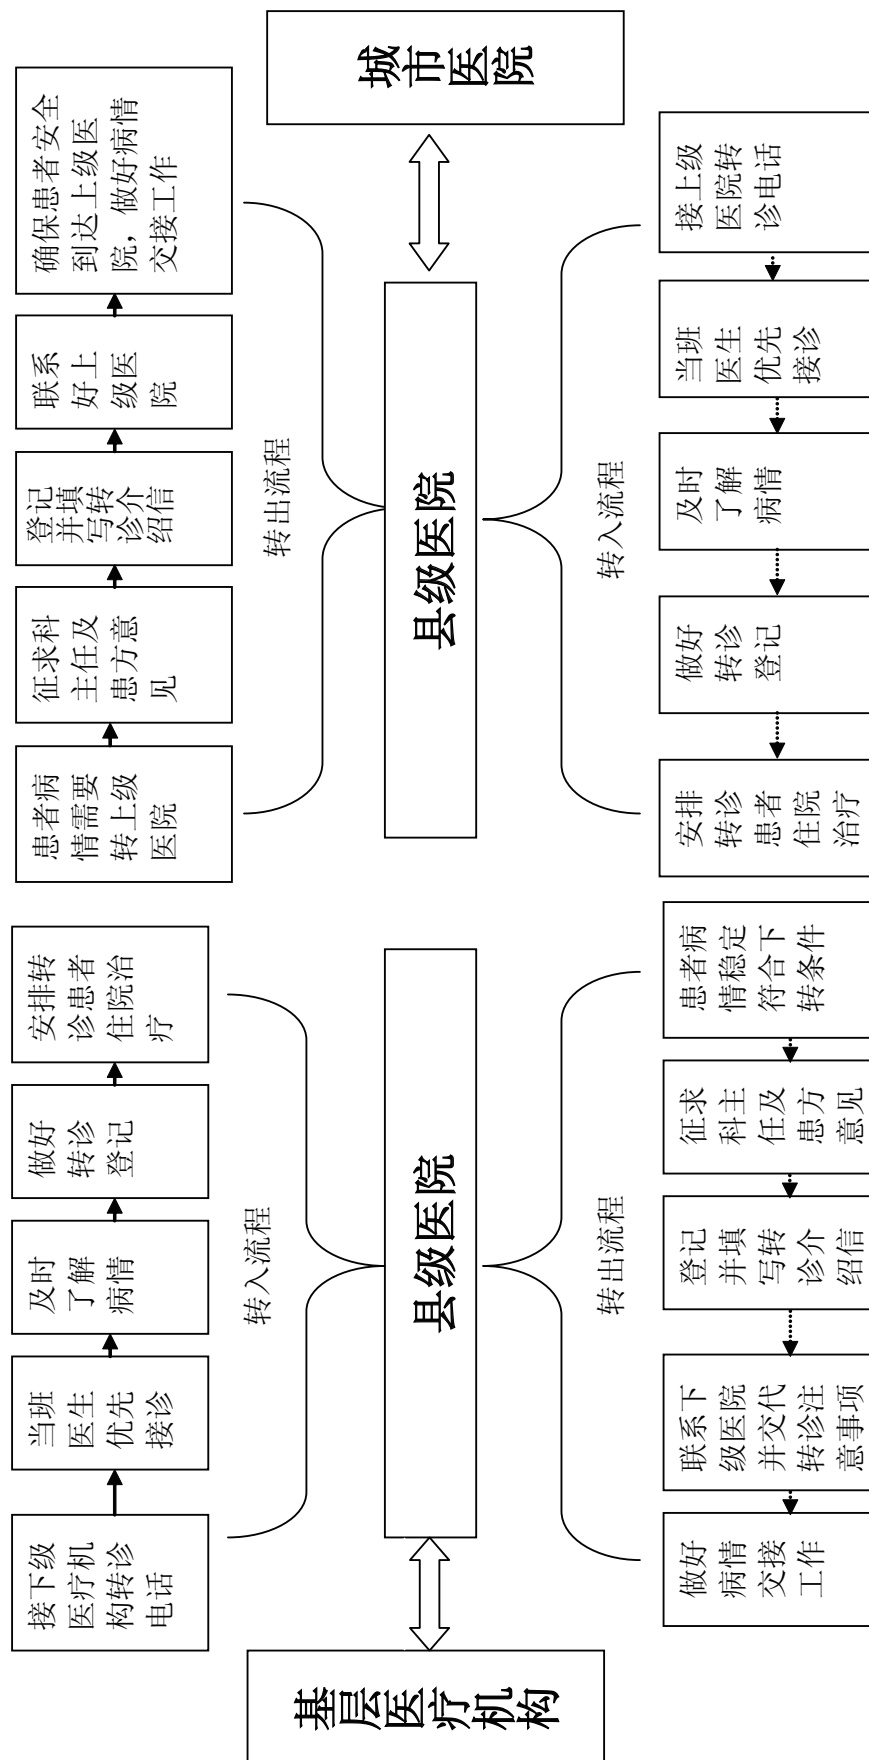 基层医疗机构
县级医院
县级医院
城市医院
接下级
医疗机
构转诊
电话
当班
医生
优先
接诊
及时
了解
病情
做好
转诊
登记
安排转
诊患者
住院治
疗
转入流程
患者病
情需要
转上级
医院
征求科
主任及
患方意
见
登记
并填
写转
诊介
绍信
联系
好上
级医
院
确保患者安全
到达上级医
院，做好病情
交接工作
转出流程
转出流程
做好
病情
交接
工作
联系下
级医院
并交代
转诊注
意事项
登记
并填
写转
诊介
绍信
征求
科主
任及
患方
意见
患者病
情稳定
符合下
转条件
转入流程
安排
转诊
患者
住院
治疗
做好
转诊
登记
及时
了解
病情
当班
医生
优先
接诊
接上级
医院转
诊电话